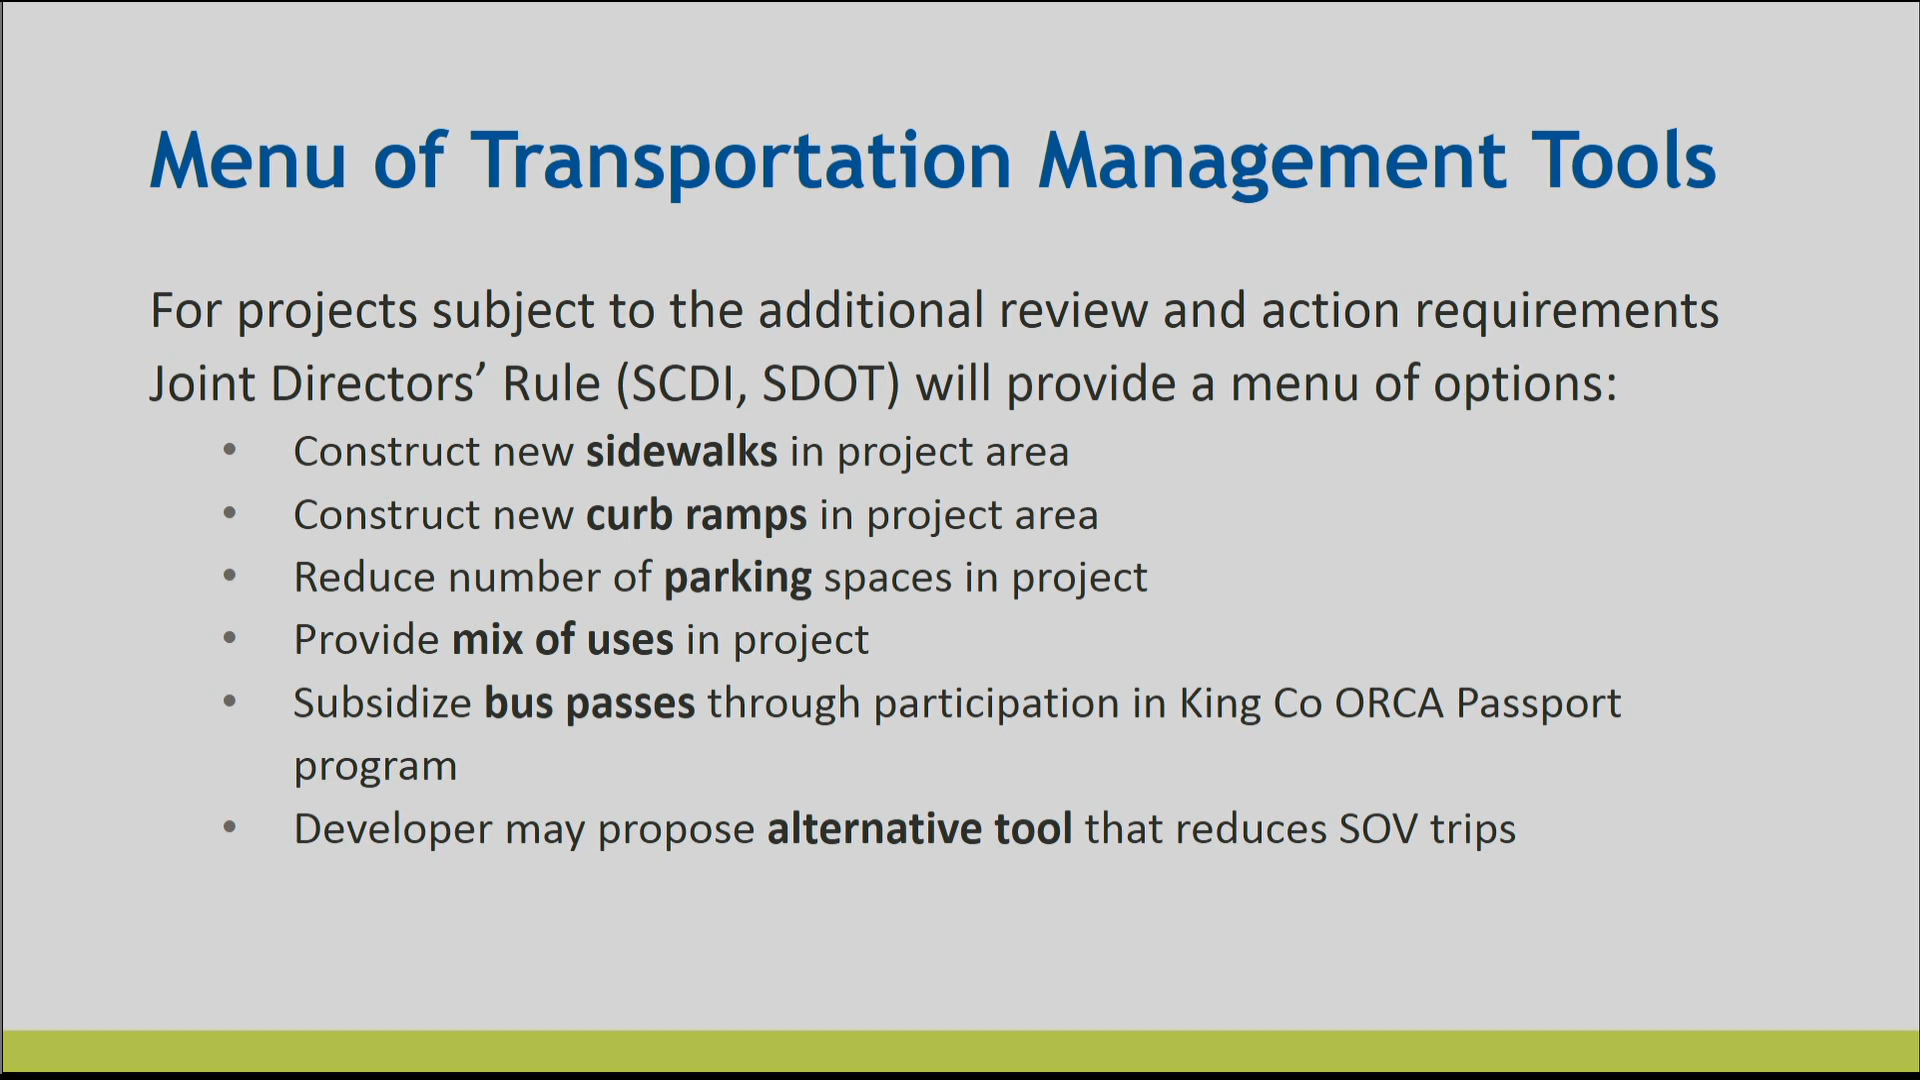 Menu of Transportation Management Tools
For projects subject to the additional review and action requirements
Joint Directors’ Rule (SCDI, SDOT) will provide a menu of options:
• Construct new sidewalks in project area
• Construct new curb ramps in project area
• Reduce number of parking spaces in project
• Provide mix of uses in project
• Subsidize bus passes through participation in King Co ORCA Passport
program
• Developer may propose alternative tool that reduces SOV trips